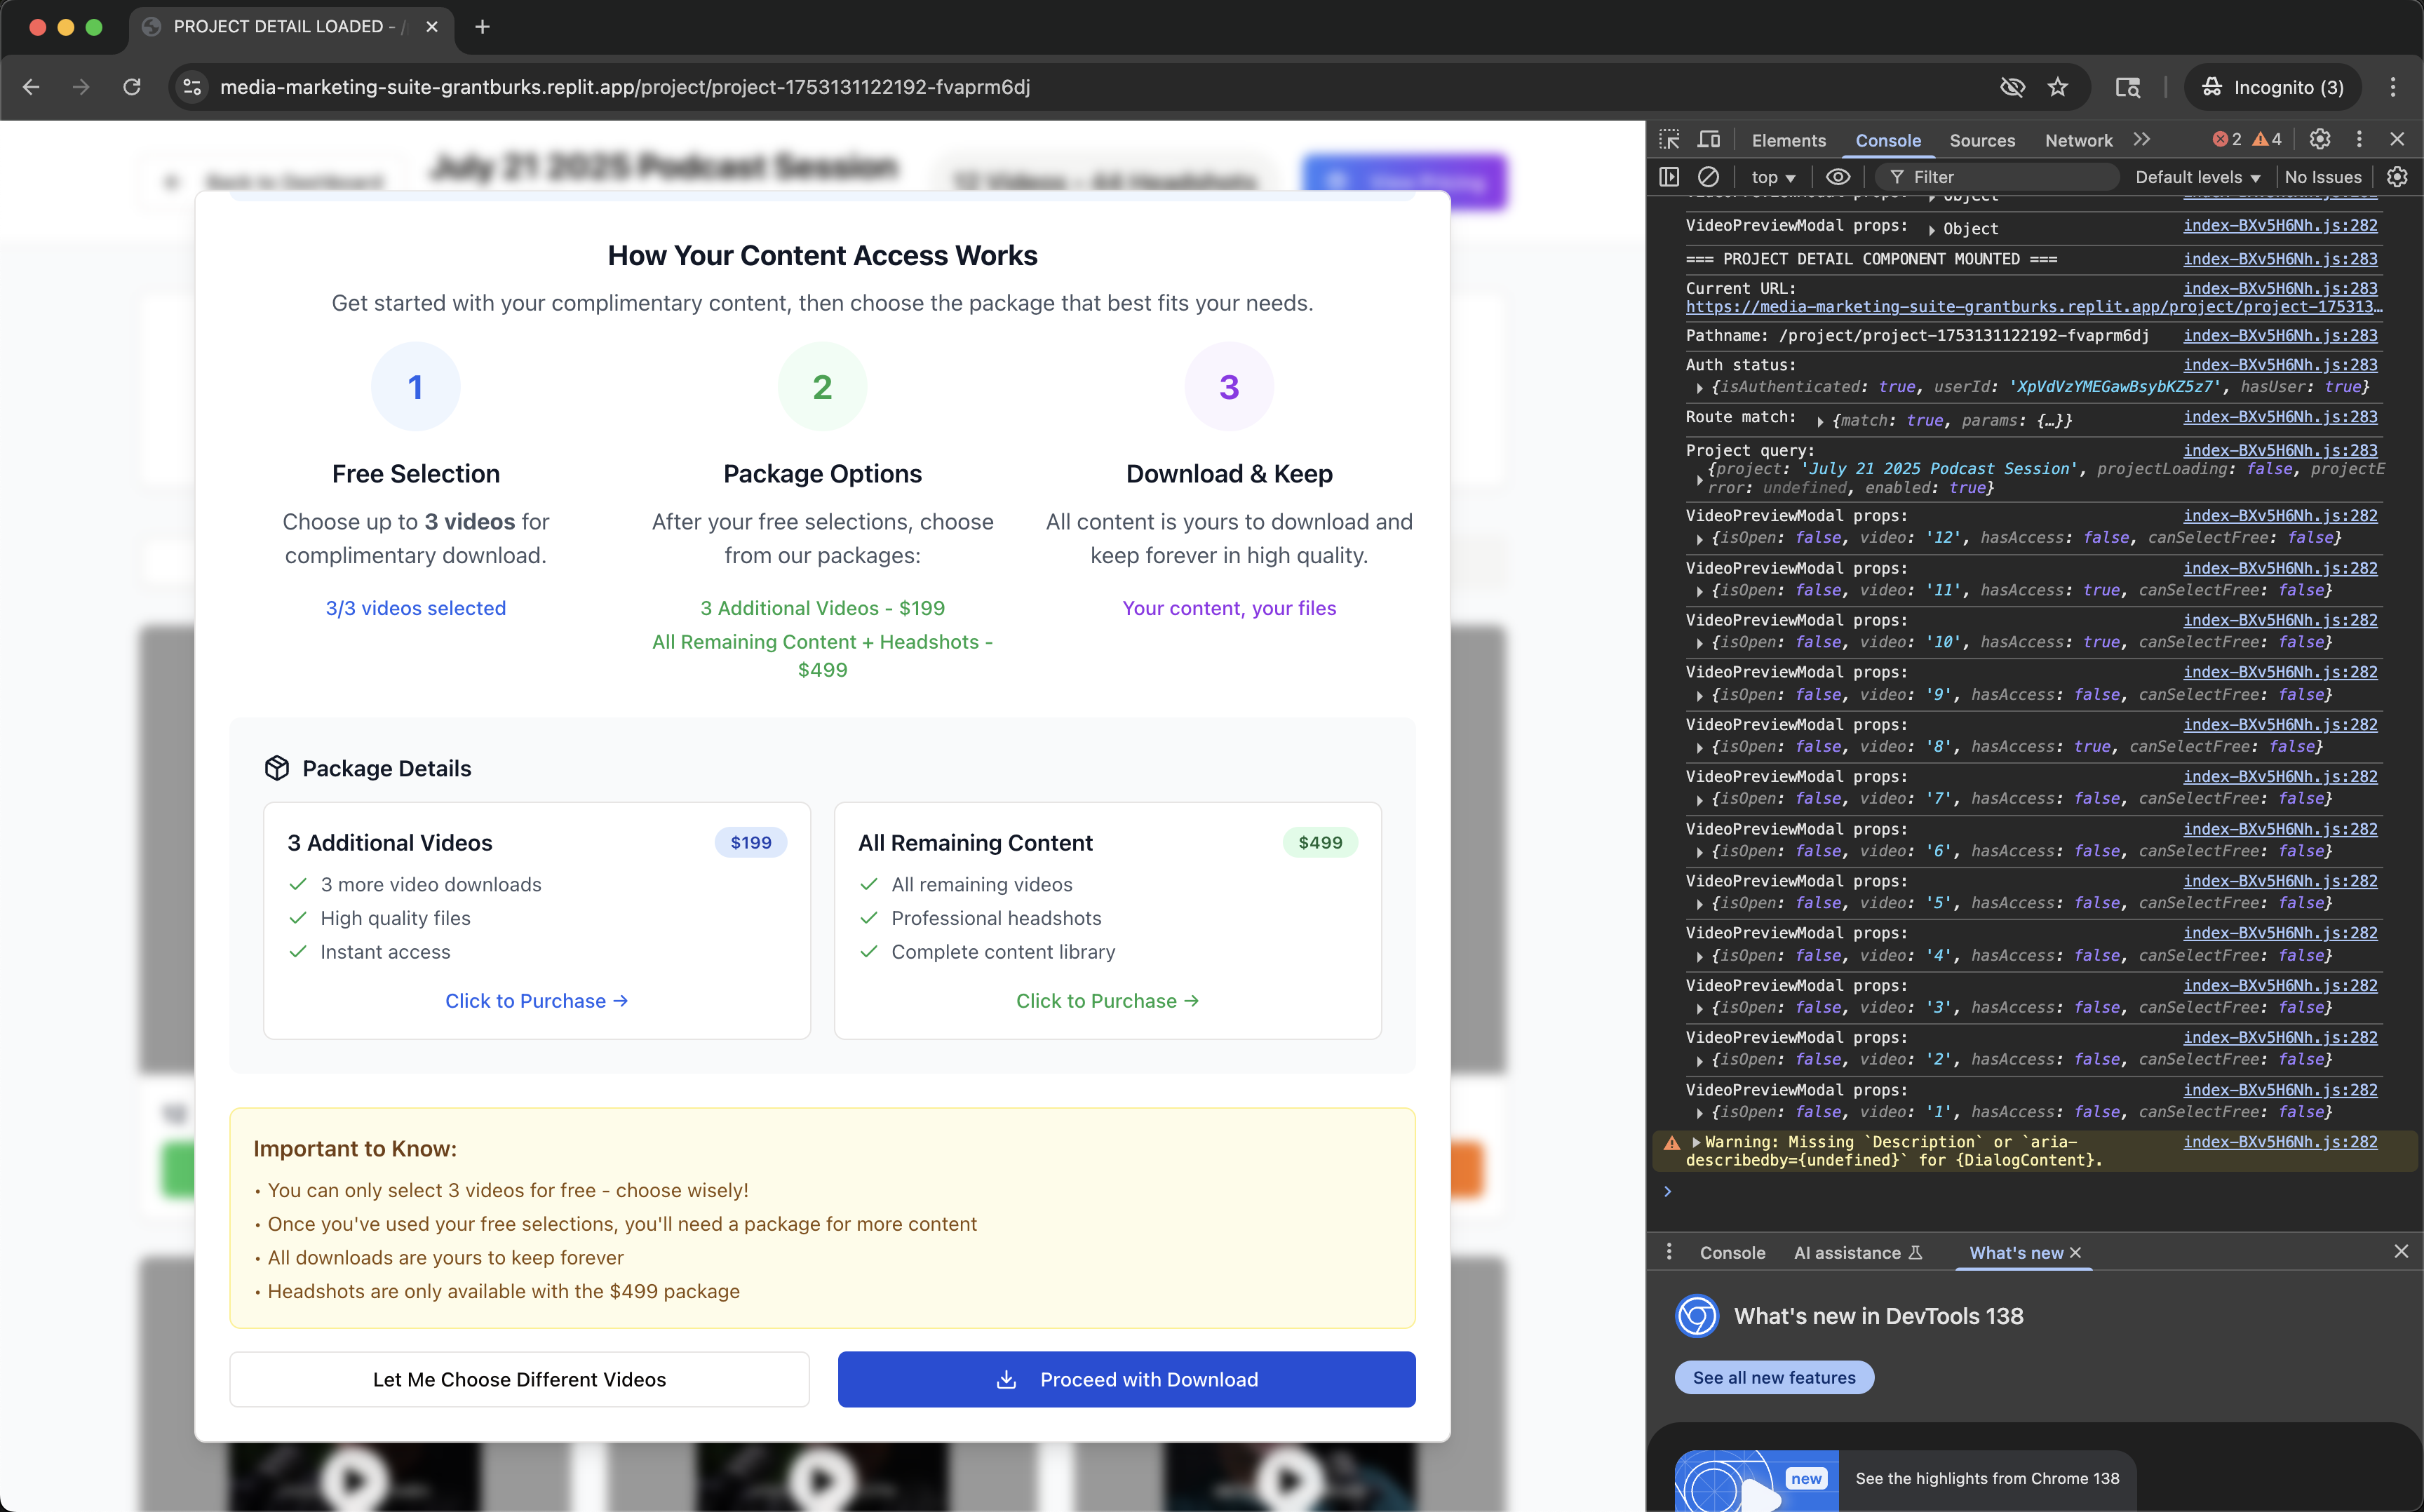 PROJECT DETAIL LOADED - /
media-marketing-suite-grantburks.replit.app/project/project-1753131122192-fvaprm6dj
Incognito (3)
Back to Dashboard
July 21 2025 Podcast Session
12 Videos - 44 Headshots
View Pricing
How Your Content Access Works
Get started with your complimentary content, then choose the package that best fits your needs.
1
Free Selection
Choose up to 3 videos for
complimentary download.
3/3 videos selected
2
Package Options
After your free selections, choose
from our packages:
3 Additional Videos - $199
All Remaining Content + Headshots -
$499
3
Download & Keep
All content is yours to download and
keep forever in high quality.
Your content, your files
Package Details
3 Additional Videos
$199
3 more video downloads
High quality files
Instant access
Click to Purchase →
All Remaining Content
$499
All remaining videos
Professional headshots
Complete content library
Click to Purchase →
12
Important to Know:
• You can only select 3 videos for free - choose wisely!
• Once you've used your free selections, you'll need a package for more content
• All downloads are yours to keep forever
• Headshots are only available with the $499 package
Let Me Choose Different Videos
Proceed with Download
Elements Console Sources Network 2 4
top Filter Default levels No Issues
VideoPreviewModal props: Object index-BXv5H6Nh.js:282
VideoPreviewModal props: Object index-BXv5H6Nh.js:282
=== PROJECT DETAIL COMPONENT MOUNTED === index-BXv5H6Nh.js:283
Current URL: index-BXv5H6Nh.js:283
https://media-marketing-suite-grantburks.replit.app/project/project-175313…
Pathname: /project/project-1753131122192-fvaprm6dj index-BXv5H6Nh.js:283
Auth status: index-BXv5H6Nh.js:283
{isAuthenticated: true, userId: 'XpVdVzYMEGawBsybKZ5z7', hasUser: true}
Route match: {match: true, params: {…}} index-BXv5H6Nh.js:283
Project query: index-BXv5H6Nh.js:283
{project: 'July 21 2025 Podcast Session', projectLoading: false, projectE
rror: undefined, enabled: true}
VideoPreviewModal props: index-BXv5H6Nh.js:282
{isOpen: false, video: '12', hasAccess: false, canSelectFree: false}
VideoPreviewModal props: index-BXv5H6Nh.js:282
{isOpen: false, video: '11', hasAccess: true, canSelectFree: false}
VideoPreviewModal props: index-BXv5H6Nh.js:282
{isOpen: false, video: '10', hasAccess: true, canSelectFree: false}
VideoPreviewModal props: index-BXv5H6Nh.js:282
{isOpen: false, video: '9', hasAccess: false, canSelectFree: false}
VideoPreviewModal props: index-BXv5H6Nh.js:282
{isOpen: false, video: '8', hasAccess: true, canSelectFree: false}
VideoPreviewModal props: index-BXv5H6Nh.js:282
{isOpen: false, video: '7', hasAccess: false, canSelectFree: false}
VideoPreviewModal props: index-BXv5H6Nh.js:282
{isOpen: false, video: '6', hasAccess: false, canSelectFree: false}
VideoPreviewModal props: index-BXv5H6Nh.js:282
{isOpen: false, video: '5', hasAccess: false, canSelectFree: false}
VideoPreviewModal props: index-BXv5H6Nh.js:282
{isOpen: false, video: '4', hasAccess: false, canSelectFree: false}
VideoPreviewModal props: index-BXv5H6Nh.js:282
{isOpen: false, video: '3', hasAccess: false, canSelectFree: false}
VideoPreviewModal props: index-BXv5H6Nh.js:282
{isOpen: false, video: '2', hasAccess: false, canSelectFree: false}
VideoPreviewModal props: index-BXv5H6Nh.js:282
{isOpen: false, video: '1', hasAccess: false, canSelectFree: false}
Warning: Missing `Description` or `aria- index-BXv5H6Nh.js:282
describedby={undefined}` for {DialogContent}.
Console AI assistance What's new
What's new in DevTools 138
See all new features
new
See the highlights from Chrome 138